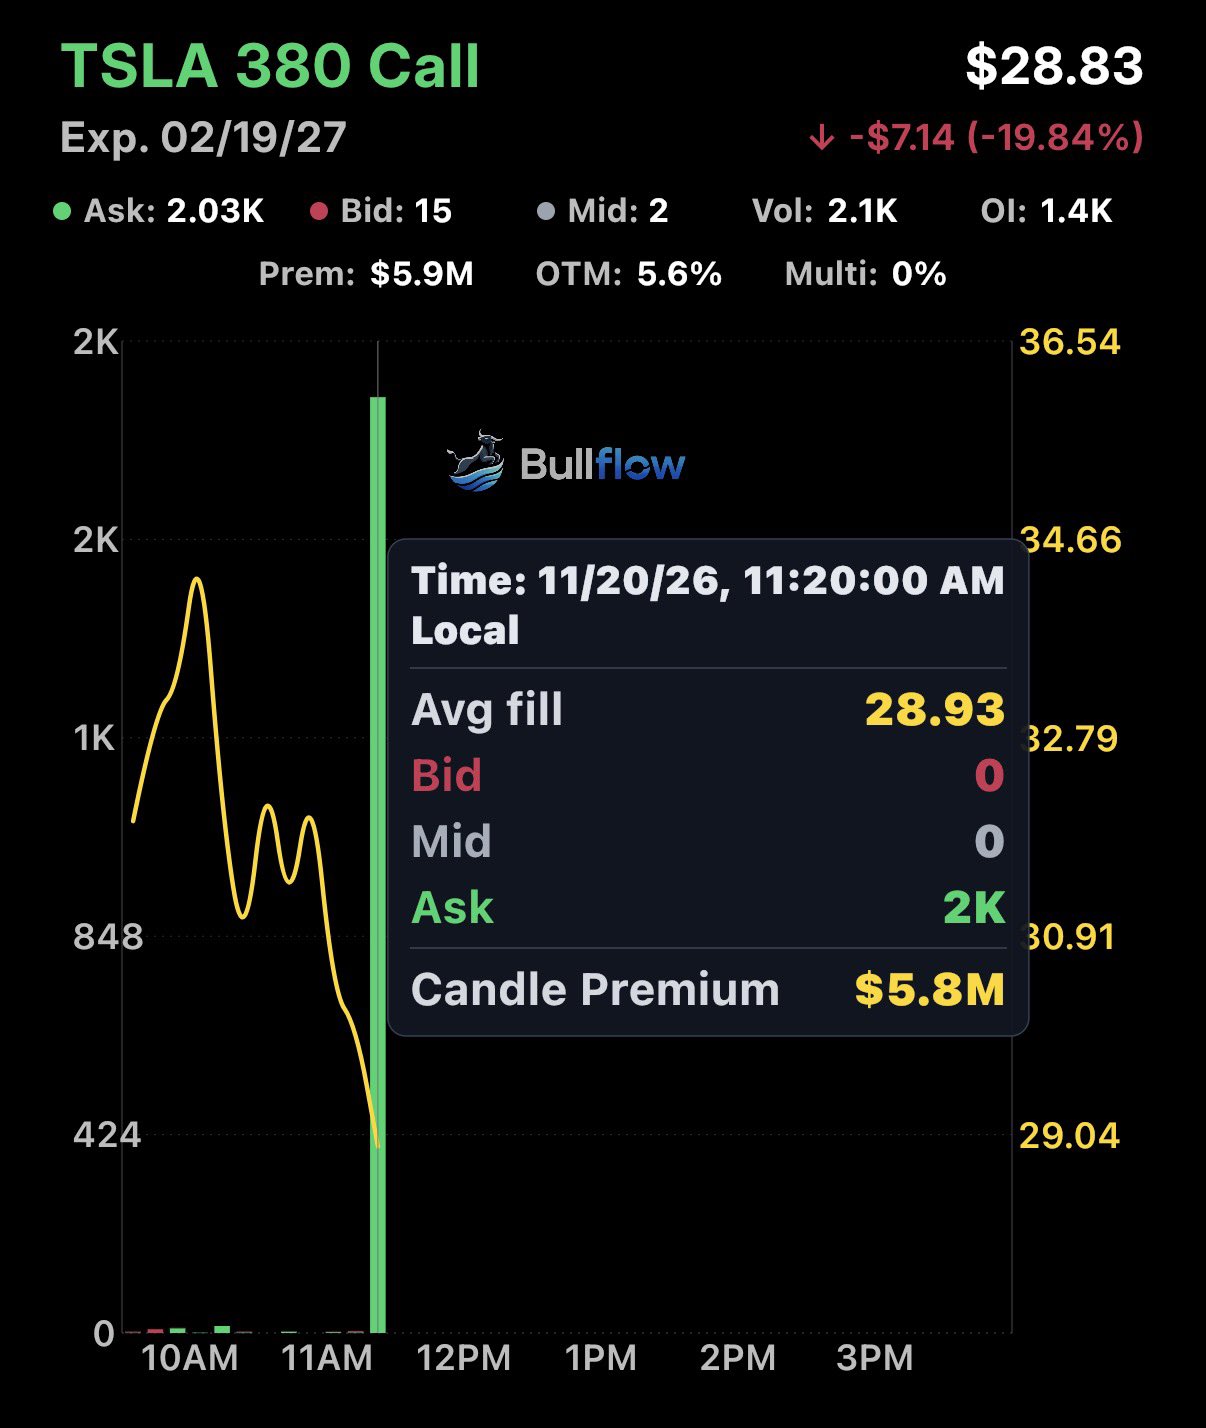 TSLA 380 Call
$28.83
Exp. 02/19/27
↓ -$7.14 (-19.84%)
Ask: 2.03K Bid: 15 Mid: 2 Vol: 2.1K OI: 1.4K
Prem: $5.9M OTM: 5.6% Multi: 0%
2K
36.54
Bullflow
2K
34.66
Time: 11/20/26, 11:20:00 AM
Local
Avg fill 28.93
1K
32.79
Bid 0
Mid 0
Ask 2K
848
30.91
Candle Premium $5.8M
424
29.04
0
10AM 11AM 12PM 1PM 2PM 3PM